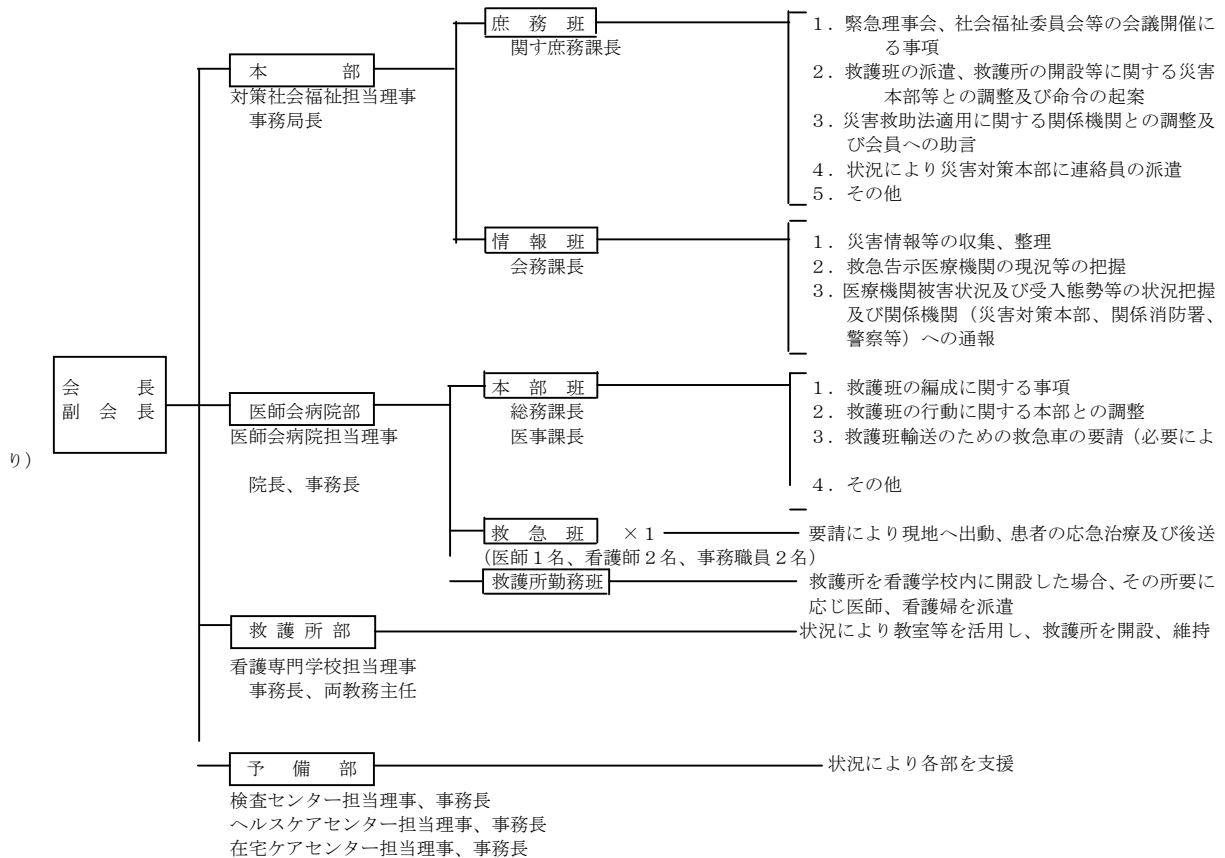 庶 務 班
関す庶務課長
１．緊急理事会、社会福祉委員会等の会議開催に
る事項
２．救護班の派遣、救護所の開設等に関する災害
本部等との調整及び命令の起案
３．災害救助法適用に関する関係機関との調整及
び会員への助言
４．状況により災害対策本部に連絡員の派遣
５．その他
本 部
対策社会福祉担当理事
事務局長
情 報 班
会務課長
１．災害情報等の収集、整理
２．救急告示医療機関の現況等の把握
３．医療機関被害状況及び受入態勢等の状況把握
及び関係機関（災害対策本部、関係消防署、
警察等）への通報
会 長
副 会 長
医師会病院部
医師会病院担当理事
院長、事務長
本 部 班
総務課長
医事課長
１．救護班の編成に関する事項
２．救護班の行動に関する本部との調整
３．救護班輸送のための救急車の要請（必要によ
り）
４．その他
救 急 班 ×１
(医師１名、看護師２名、事務職員２名)
要請により現地へ出動、患者の応急治療及び後送
救護所勤務班
救護所を看護学校内に開設した場合、その所要に
応じ医師、看護婦を派遣
救 護 所 部
看護専門学校担当理事
事務長、両教務主任
状況により教室等を活用し、救護所を開設、維持
予 備 部
状況により各部を支援
検査センター担当理事、事務長
ヘルスケアセンター担当理事、事務長
在宅ケアセンター担当理事、事務長